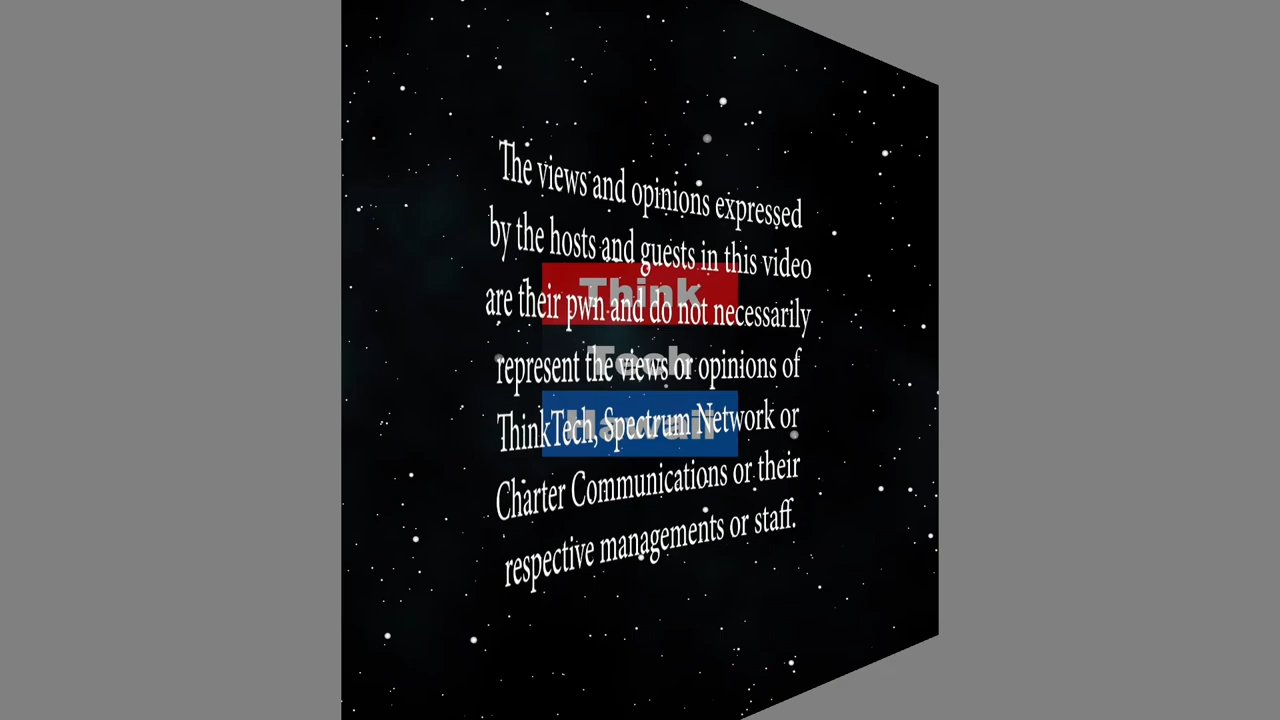 The views and opinions expressed
by the hosts and guests in this video
are their pwn and do not necessarily
represent the views or opinions of
ThinkTech, Spectrum Network or
Charter Communications or their
respective managements or staff.
Think
Tech
Hawaii